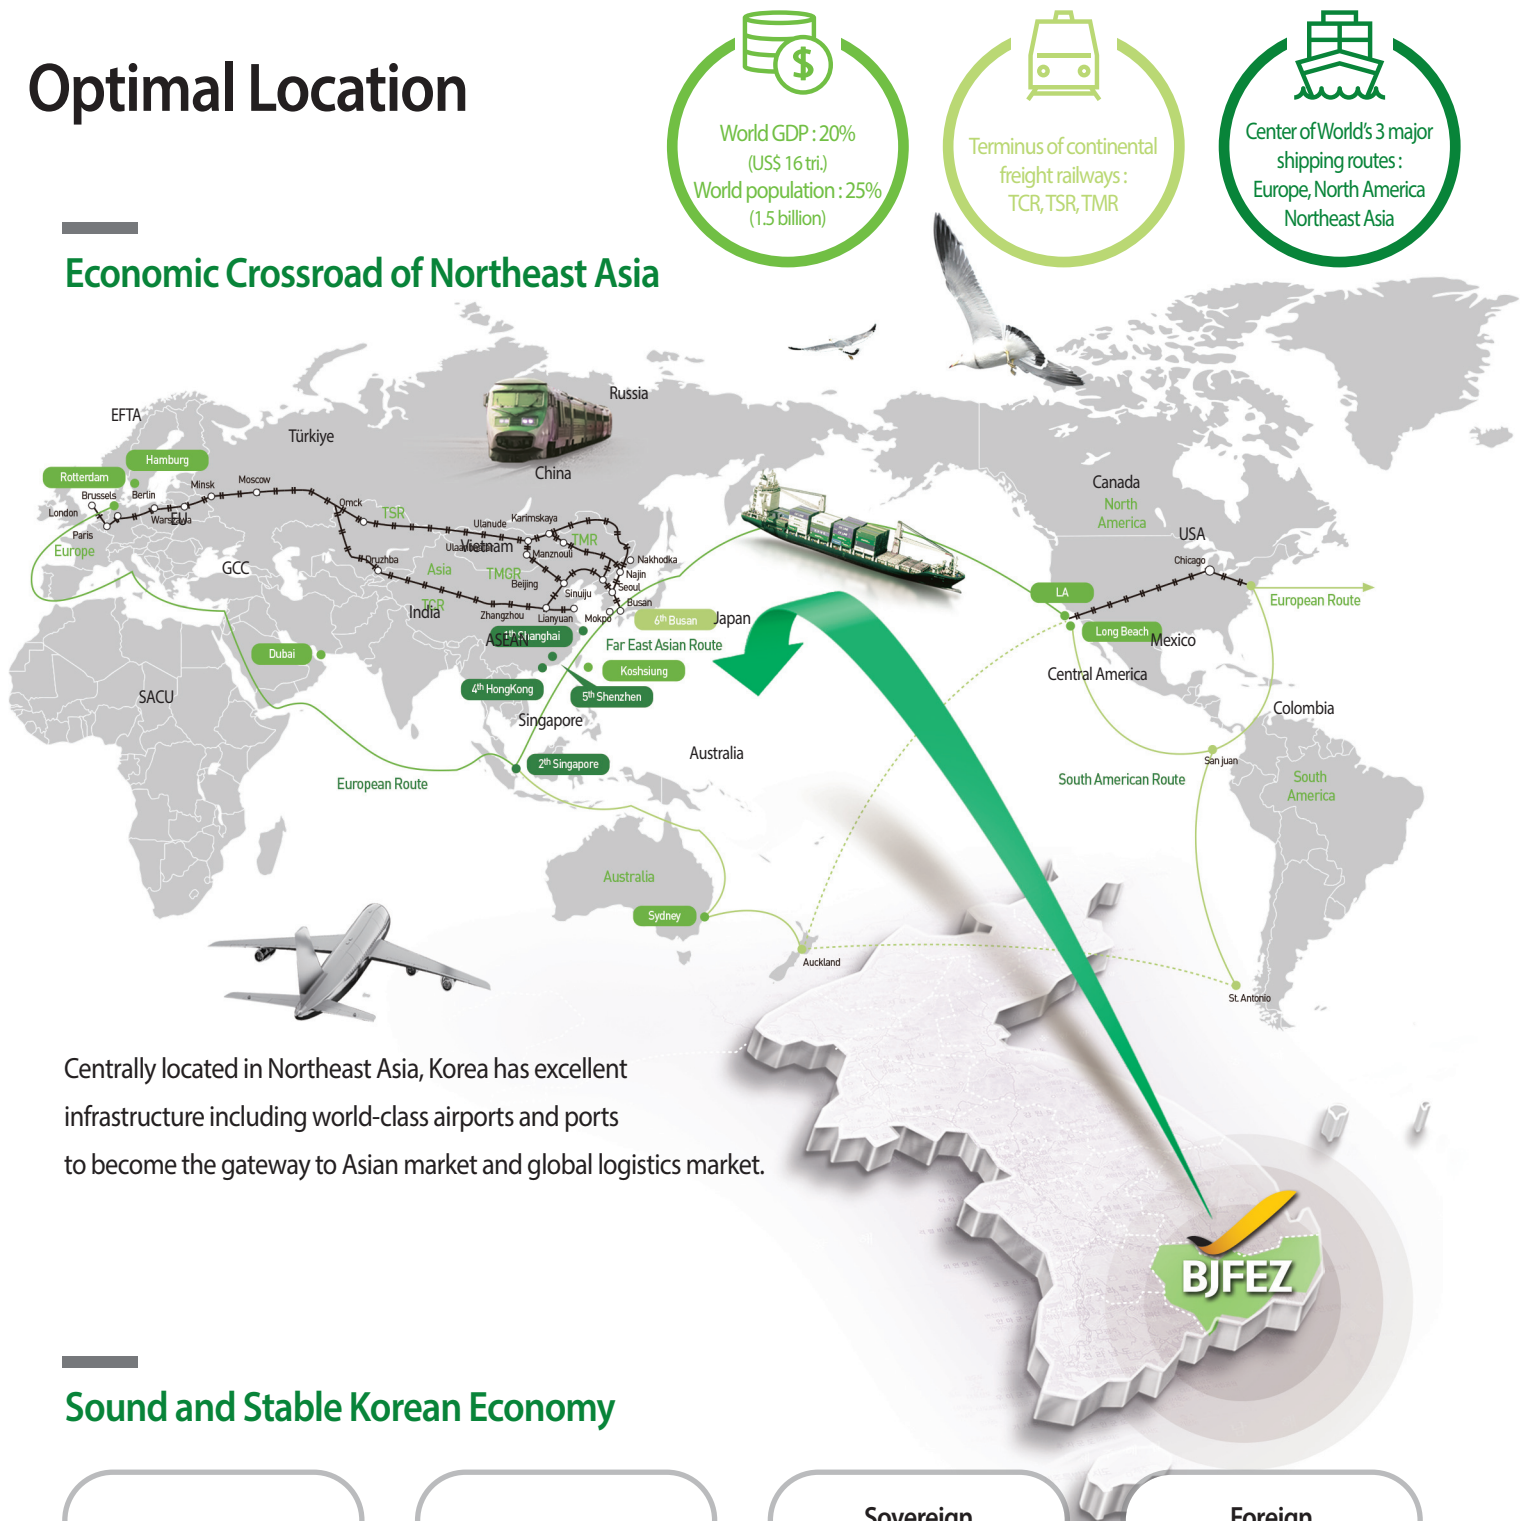 Optimal Location
World GDP : 20%
(US$ 16 tri.)
World population : 25%
(1.5 billion)
Terminus of continental
freight railways :
TCR, TSR, TMR
Center of World's 3 major
shipping routes :
Europe, North America
Northeast Asia
Economic Crossroad of Northeast Asia
Russia
EFTA
Türkiye
Hamburg
Rotterdam
China
Moscow
Minsk
Berlin
Brussels
London
Warszawa
EU
Paris
Europe
Omck
TSR
Ulanude
Karimskaya
Vietnam
TMR
Manznouli
Nakhodka
Druzhba
Asia
TMGR
Najin
GCC
Beijing
Seoul
Sinuiju
TCR
India
Zhangzhou
Lianyuan
Mokpo
Busan
6th Busan
Japan
1th Shanghai
ASEAN
Far East Asian Route
Dubai
Koshsiung
4th HongKong
5th Shenzhen
SACU
Singapore
2th Singapore
Australia
European Route
Canada
North
America
USA
Chicago
LA
European Route
Long Beach
Mexico
Central America
Colombia
San juan
South American Route
South
America
Australia
Sydney
Auckland
St. Antonio
Centrally located in Northeast Asia, Korea has excellent
infrastructure including world-class airports and ports
to become the gateway to Asian market and global logistics market.
BJFEZ
Sound and Stable Korean Economy
Sovereign
Foreign